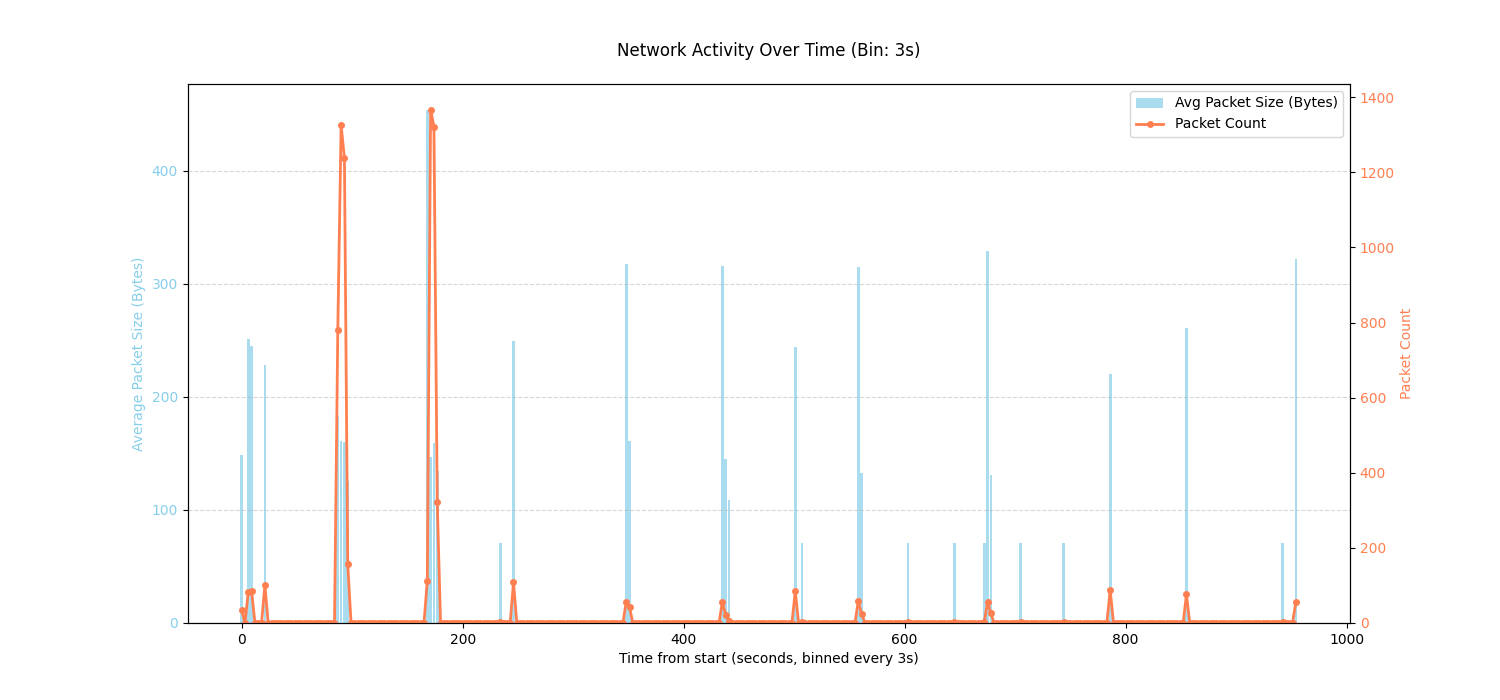 Network Activity Over Time (Bin: 3s)
Avg Packet Size (Bytes)
Packet Count
Average Packet Size (Bytes)
400
300
200
100
0
1400
1200
1000
800
600
400
200
0
Packet Count
0 200 400 600 800 1000
Time from start (seconds, binned every 3s)